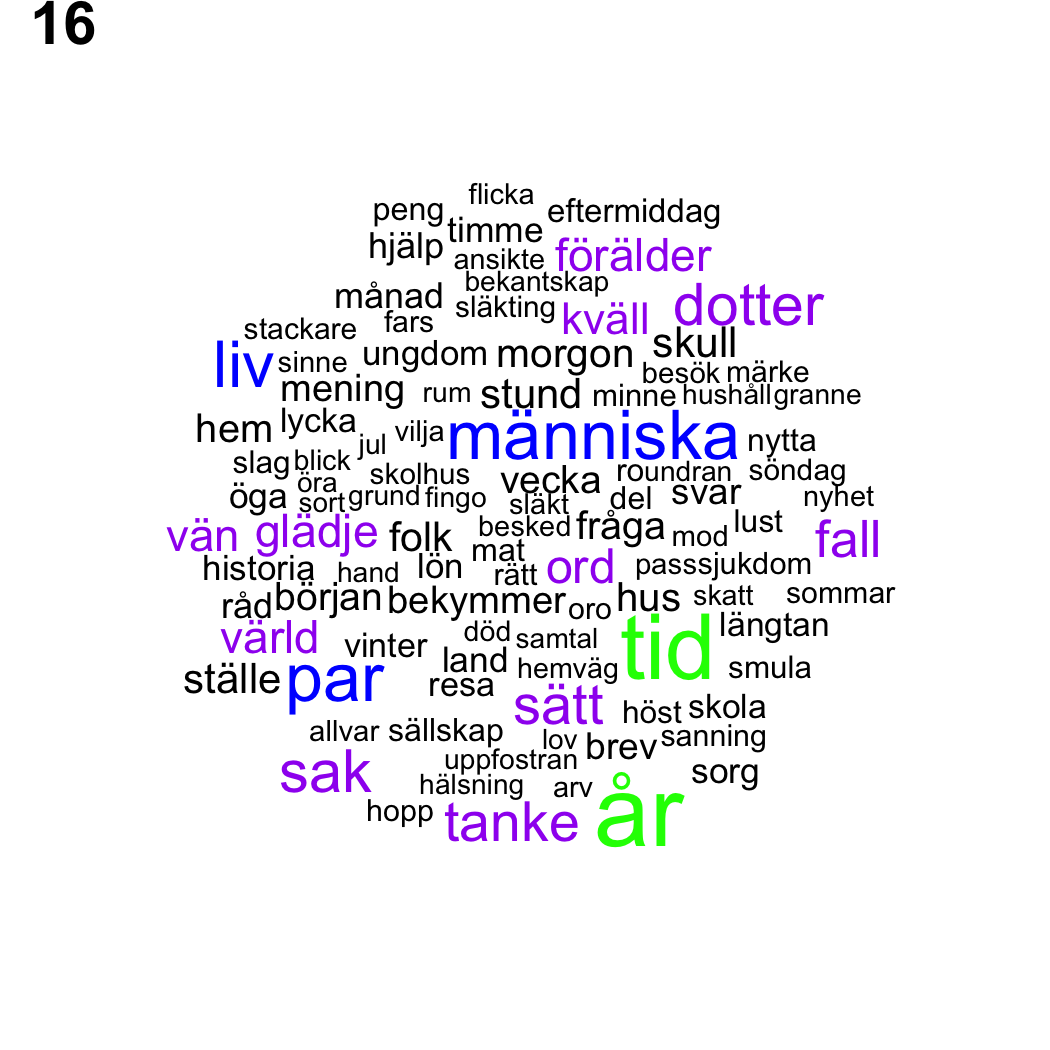 16
flicka
peng eftermiddag
timme
hjälp ansikte förälder
bekantskap
månad släkting kväll dotter
stackare fars
liv sinne ungdom morgon skull
besök märke
mening rum stund minne hushåll granne
hem lycka jul vilja människa nytta
slag blick skolhus vecka roundran söndag
öga öra sort grund fingo släkt del svar nyhet
vän glädje folk besked fråga mod lust fall
mat
historia hand lön rätt ord passsjukdom
råd början bekymmer oro hus skatt sommar
värld vinter död samtal tid längtan
ställe par land hemväg smula
resa
sätt höst skola
allvar sällskap lov brev sanning
sak uppfostran sorg
hälsning arv
hopp tanke år